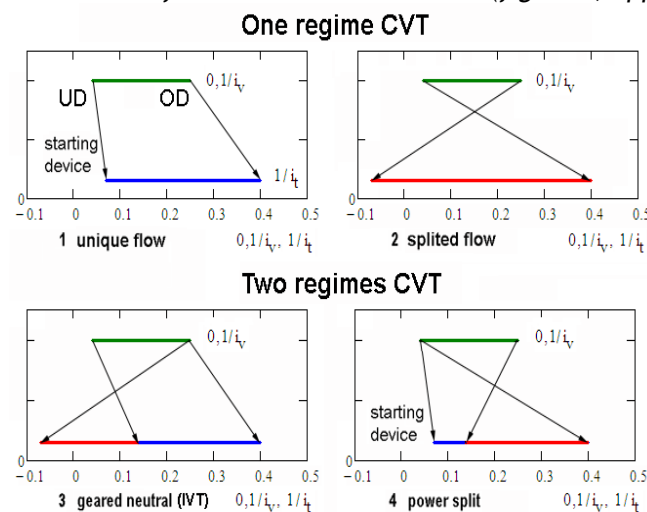 One regime CVT
0,1/iv
UD OD
starting
device
1/it
0
−0.1 0 0.1 0.2 0.3 0.4 0.5
1 unique flow 0,1/iv, 1/it
0,1/iv
0
−0.1 0 0.1 0.2 0.3 0.4 0.5
2 splited flow 0,1/iv, 1/it
Two regimes CVT
0,1/iv
0
−0.1 0 0.1 0.2 0.3 0.4 0.5
3 geared neutral (IVT) 0,1/iv, 1/it
0,1/iv
starting
device
0
−0.1 0 0.1 0.2 0.3 0.4 0.5
4 power split 0,1/iv, 1/it